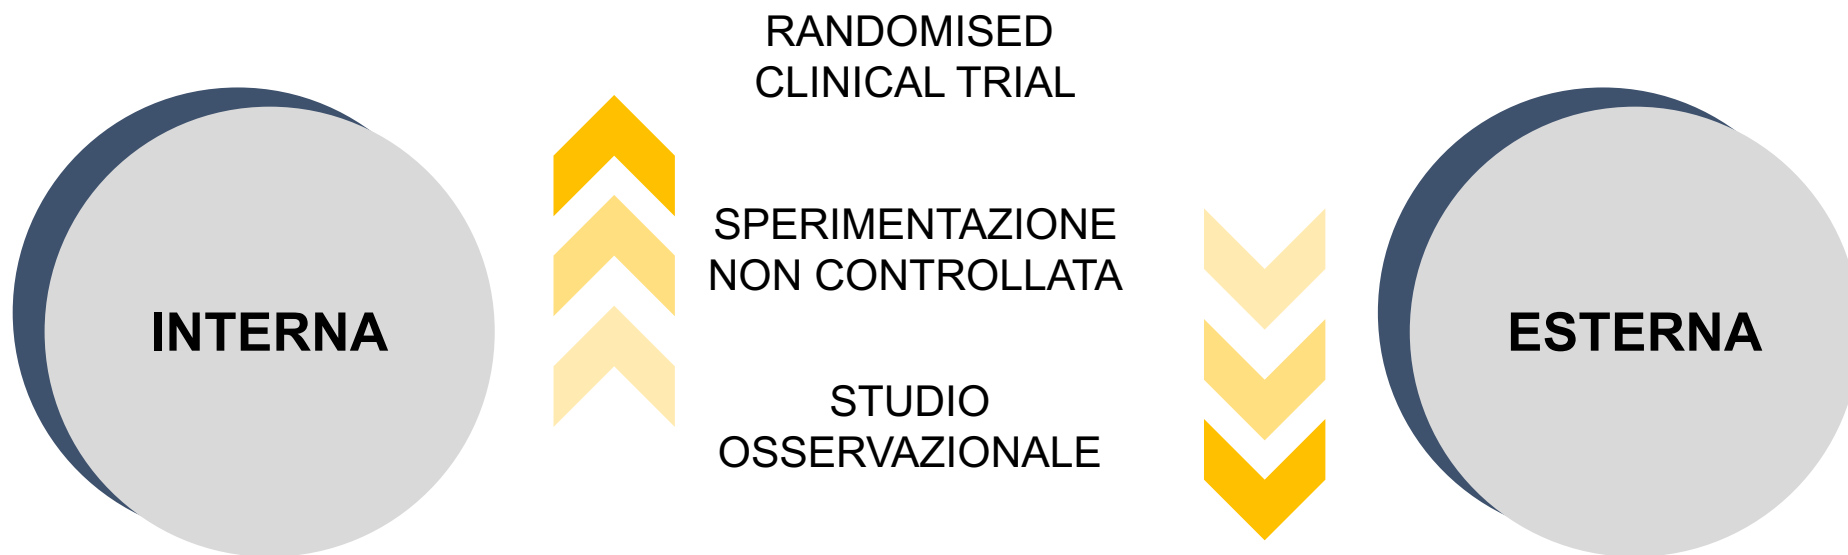 RANDOMISED
CLINICAL TRIAL
SPERIMENTAZIONE
NON CONTROLLATA
INTERNA
ESTERNA
STUDIO
OSSERVAZIONALE